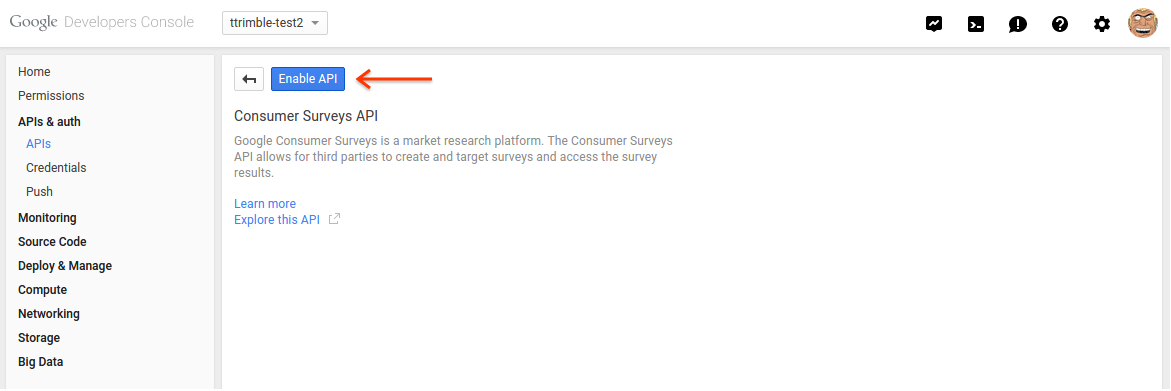 Google Developers Console
ttrimble-test2
Home
Permissions
APIs & auth
APIs
Credentials
Push
Monitoring
Source Code
Deploy & Manage
Compute
Networking
Storage
Big Data
Enable API
Consumer Surveys API
Google Consumer Surveys is a market research platform. The Consumer Surveys
API allows for third parties to create and target surveys and access the survey
results.
Learn more
Explore this API